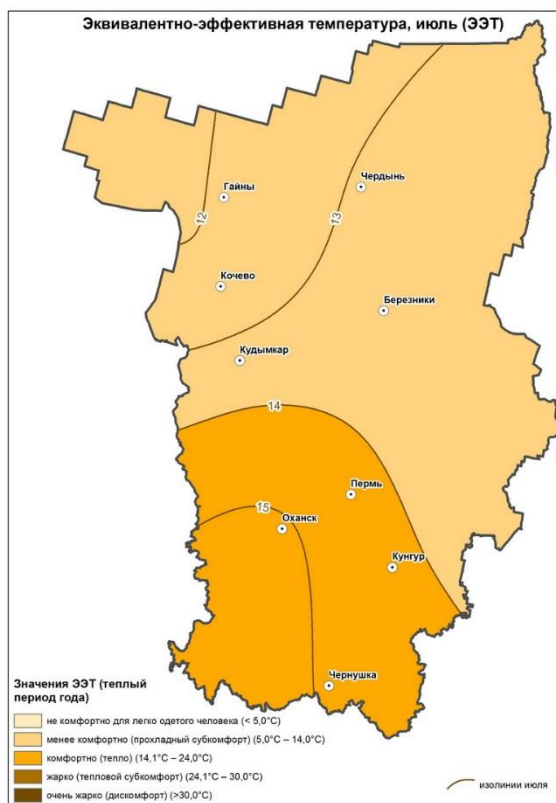 Эквивалентно-эффективная температура, июль (ЭЭТ)
Гайны
Чердынь
12
13
Кочево
Березники
Кудымкар
14
Пермь
15
Оханск
Кунгур
Чернушка
Значения ЭЭТ (теплый
период года)
не комфортно для легко одетого человека (< 5,0°С)
менее комфортно (прохладный субкомфорт) (5,0°С – 14,0°С)
комфортно (тепло) (14,1°С – 24,0°С)
жарко (тепловой субкомфорт) (24,1°С – 30,0°С)
очень жарко (дискомфорт) (>30,0°С)
изолинии июля